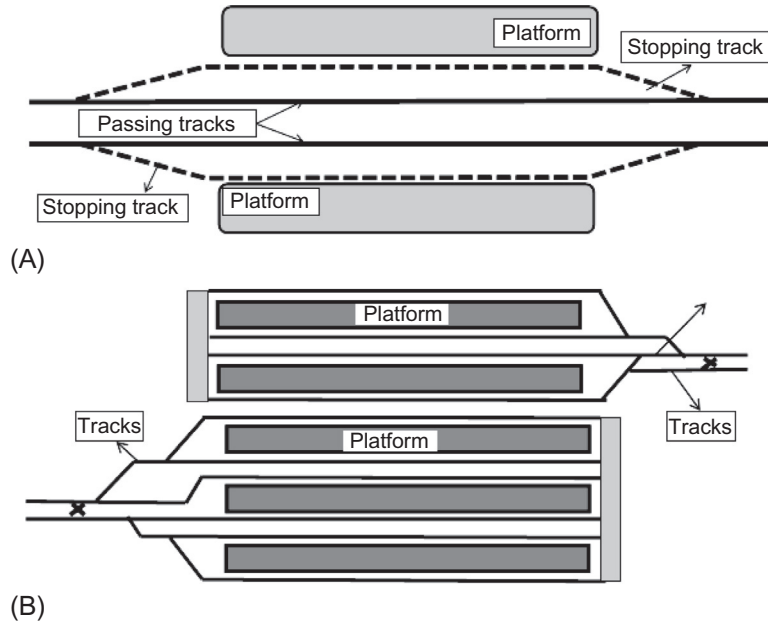 Platform
Stopping track
Passing tracks
Stopping track
Platform
(A)
Platform
Tracks
Platform
Tracks
(B)